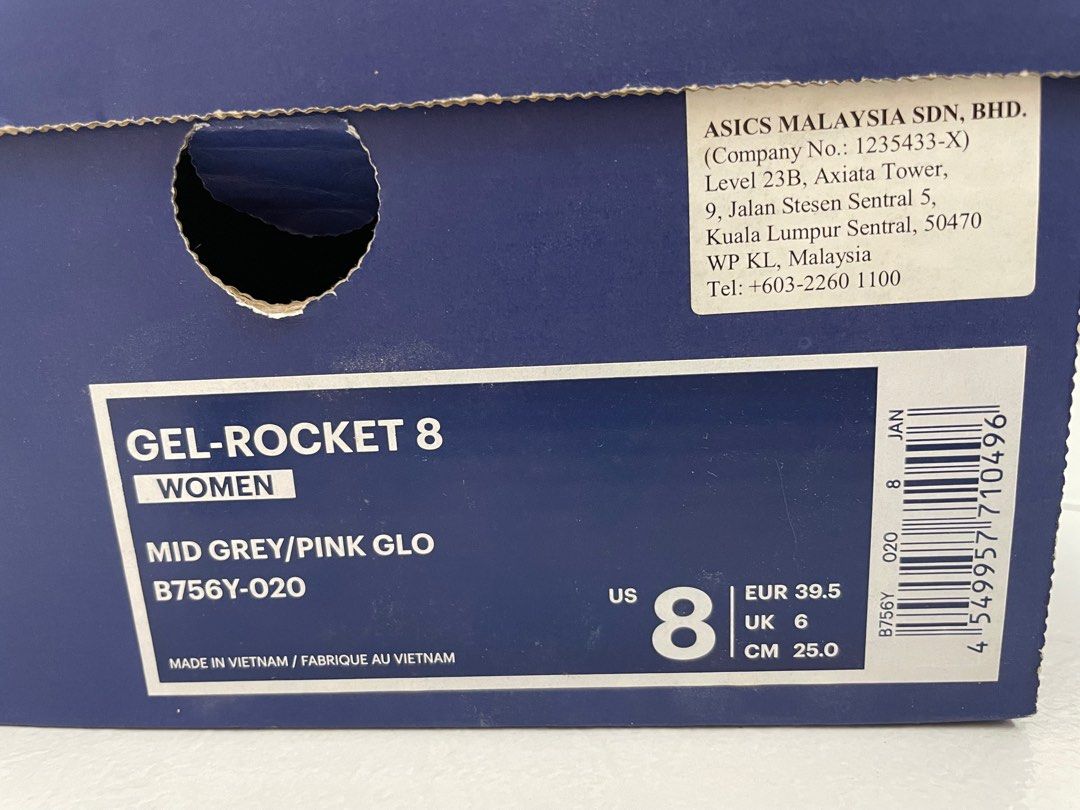 ASICS MALAYSIA SDN, BHD.
(Company No.: 1235433-X)
Level 23B, Axiata Tower,
9, Jalan Stesen Sentral 5,
Kuala Lumpur Sentral, 50470
WP KL, Malaysia
Tel: +603-2260 1100
GEL-ROCKET 8
WOMEN
MID GREY/PINK GLO
B756Y-020
MADE IN VIETNAM / FABRIQUE AU VIETNAM
US 8
EUR 39.5
UK 6
CM 25.0
B756Y 020 8 JAN
4 549957 710496